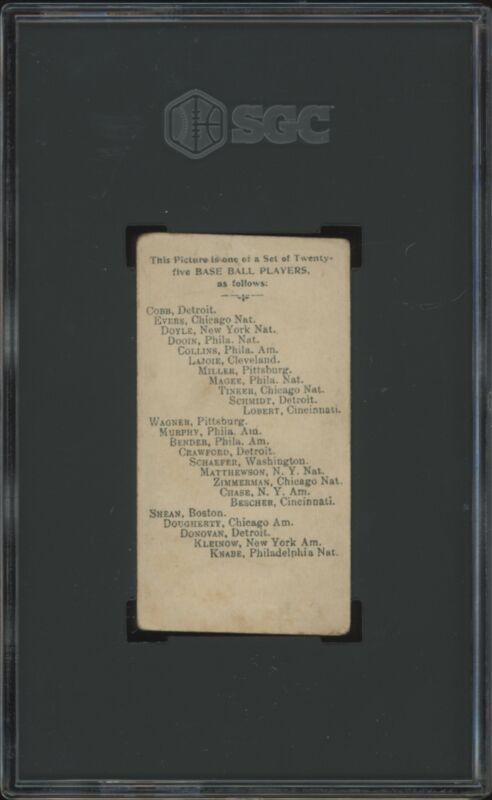 SGC
This Picture is one of a Set of Twenty-
five BASE BALL PLAYERS,
as follows:
COBB, Detroit.
EVERS, Chicago Nat.
DOYLE, New York Nat.
DOOIN, Phila. Nat.
COLLINS, Phila. Am.
LAJOIE, Cleveland.
MILLER, Pittsburg.
MAGEE, Phila. Nat.
TINKER, Chicago Nat.
SCHMIDT, Detroit.
LOBERT, Cincinnati.
WAGNER, Pittsburg.
MURPHY, Phila. Am.
BENDER, Phila. Am.
CRAWFORD, Detroit.
SCHAEFER, Washington.
MATTHEWSON, N. Y. Nat.
ZIMMERMAN, Chicago Nat.
CHASE, N. Y. Am.
BESCHER, Cincinnati.
SHEAN, Boston.
DOUGHERTY, Chicago Am.
DONOVAN, Detroit.
KLEINOW, New York Am.
KNABE, Philadelphia Nat.